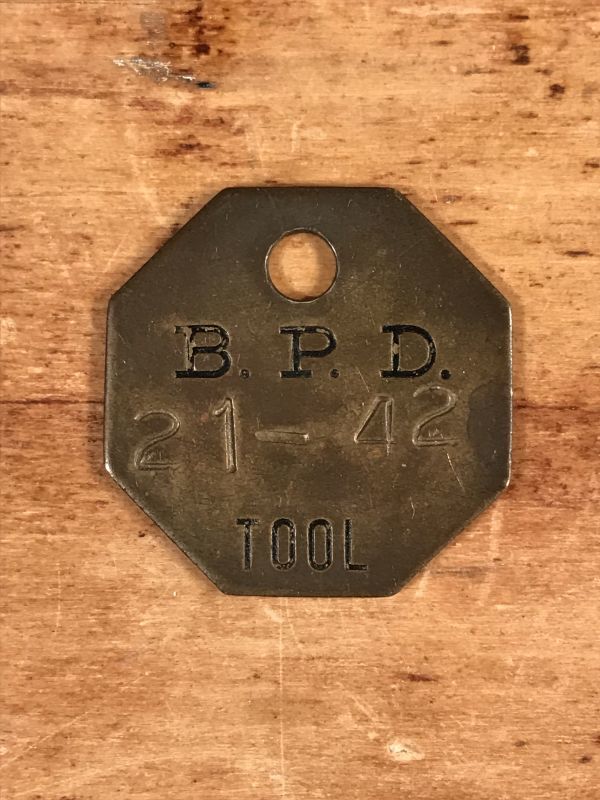 B. P. D.
21-42
TOOL